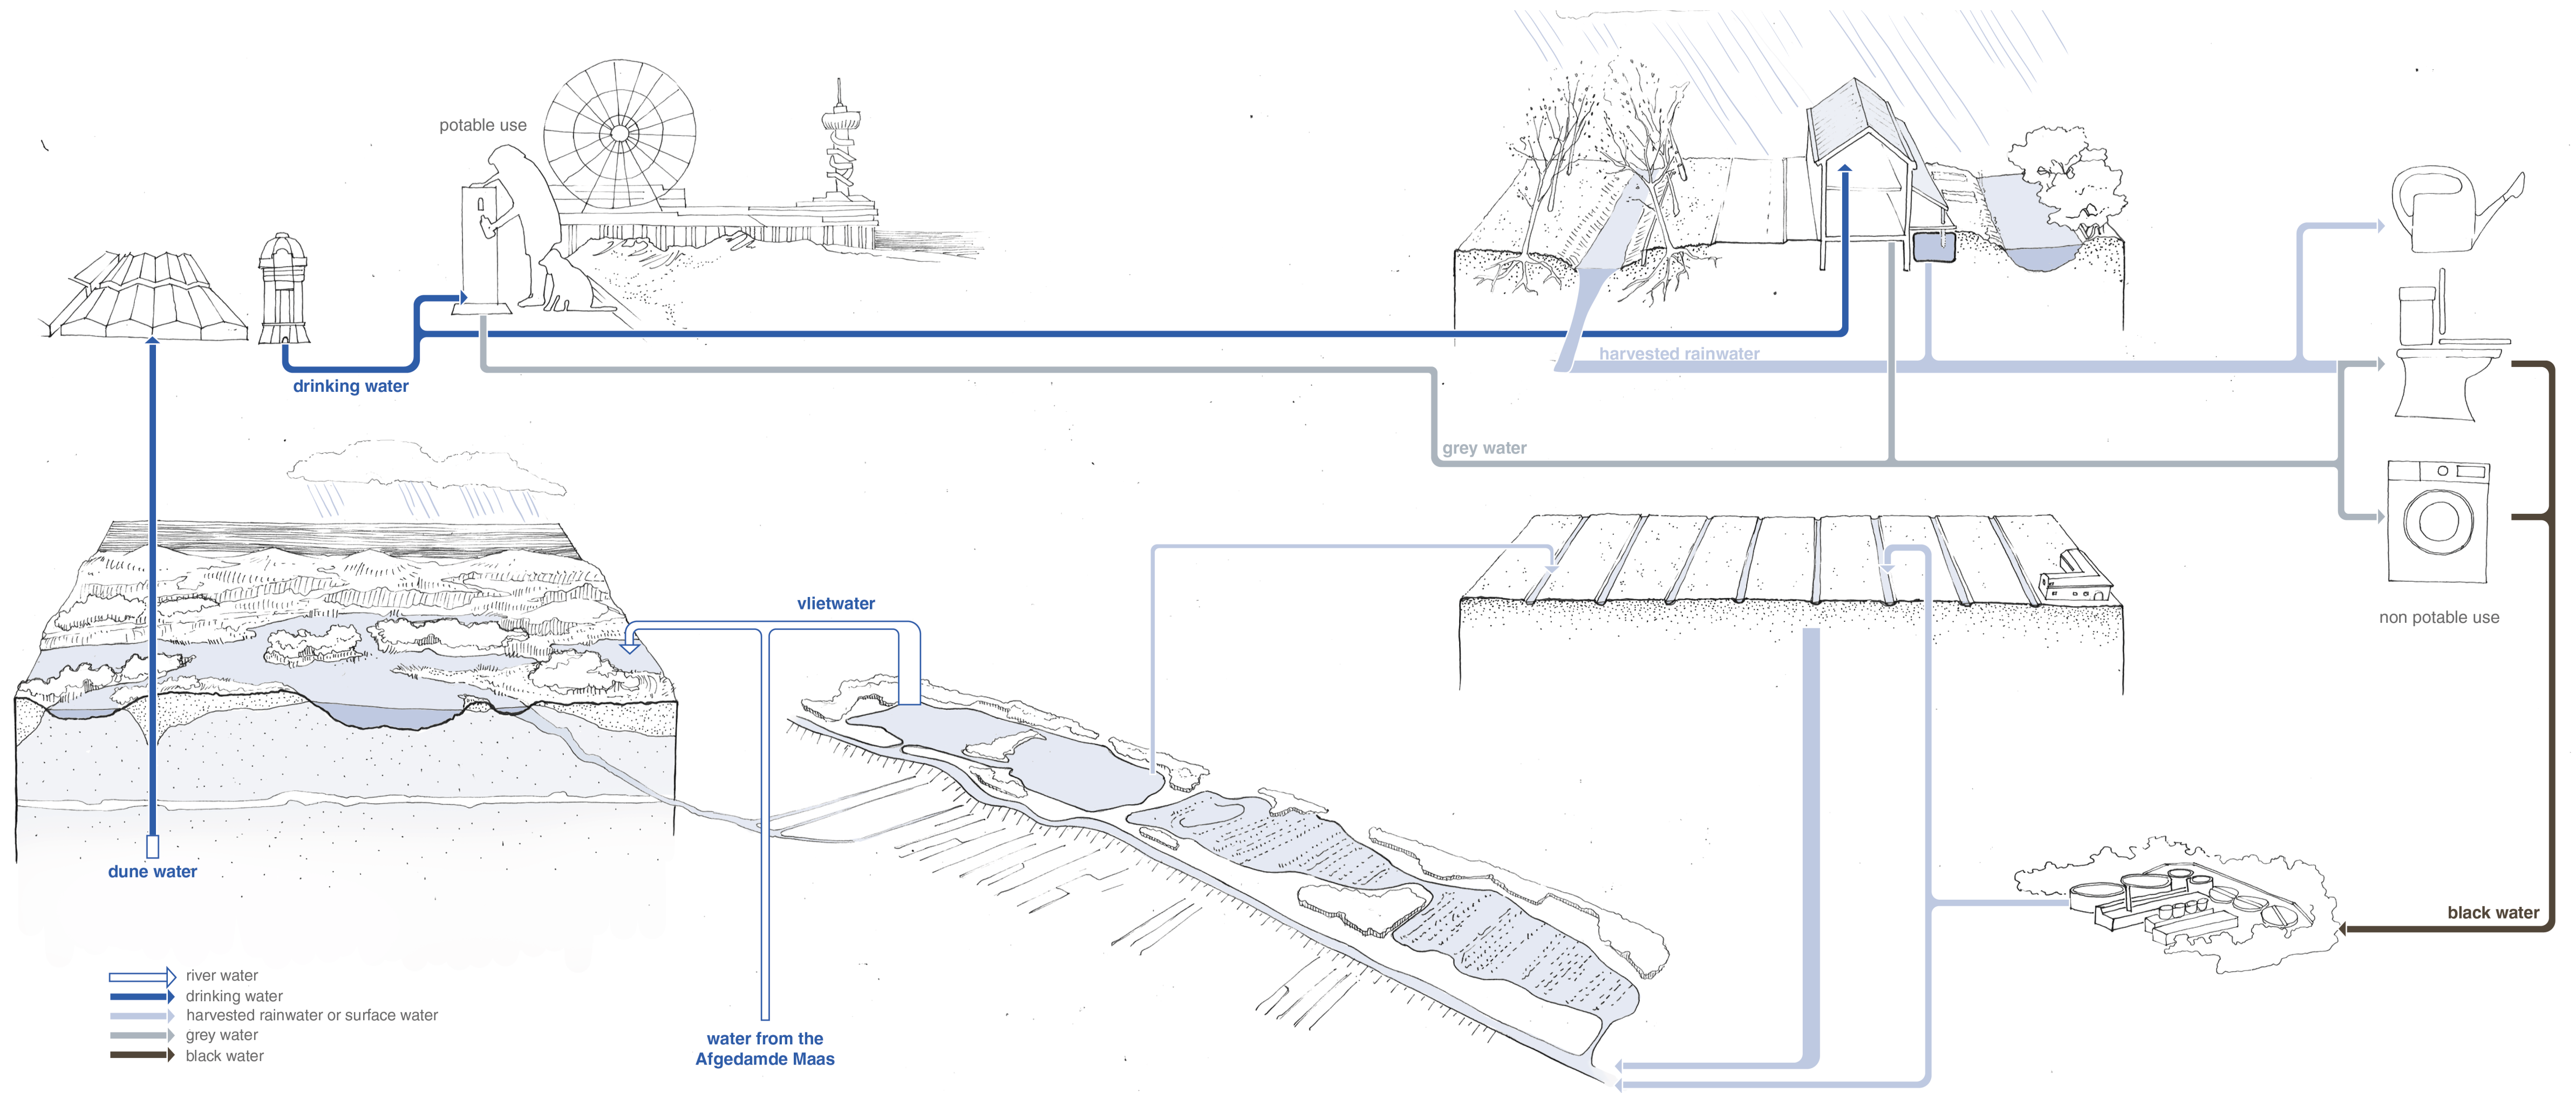 potable use
drinking water
harvested rainwater
grey water
vlietwater
non potable use
dune water
black water
river water
drinking water
harvested rainwater or surface water
grey water
black water
water from the
Afgedamde Maas